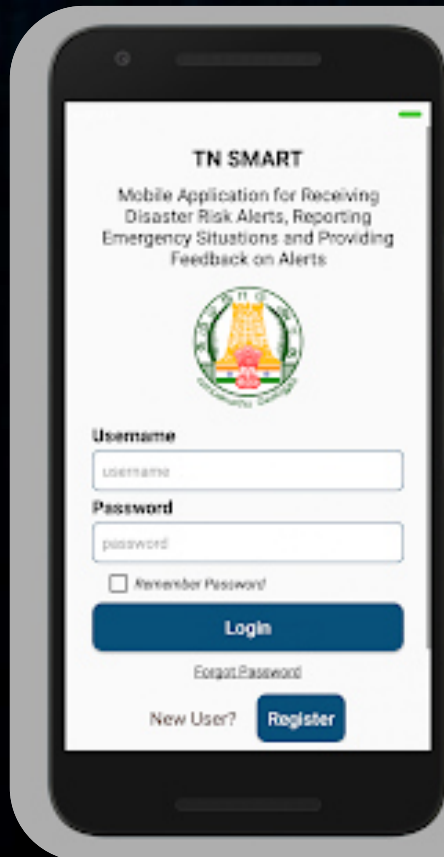 TN SMART
Mobile Application for Receiving
Disaster Risk Alerts, Reporting
Emergency Situations and Providing
Feedback on Alerts
Username
username
Password
password
Remember Password
Login
Forgot Password
New User?
Register